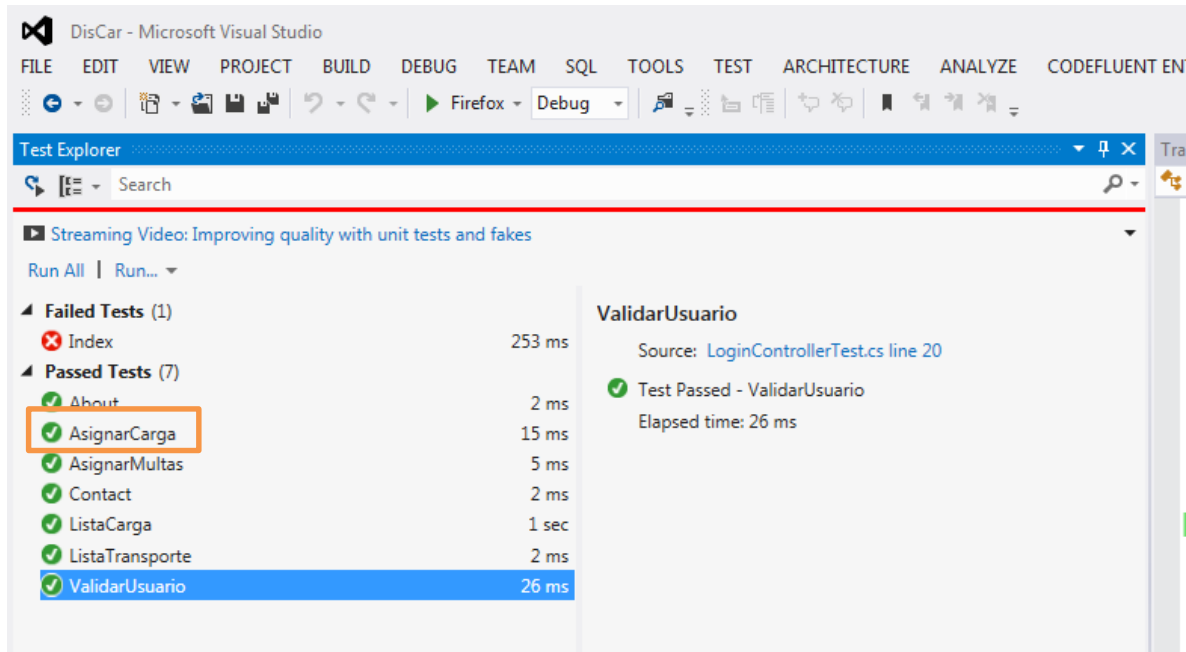 DisCar - Microsoft Visual Studio
FILE EDIT VIEW PROJECT BUILD DEBUG TEAM SQL TOOLS TEST ARCHITECTURE ANALYZE CODEFLUENT EN
Firefox Debug
Test Explorer
Tra
Search
Streaming Video: Improving quality with unit tests and fakes
Run All | Run...
Failed Tests (1)
Index 253 ms
Passed Tests (7)
About 2 ms
AsignarCarga 15 ms
AsignarMultas 5 ms
Contact 2 ms
ListaCarga 1 sec
ListaTransporte 2 ms
ValidarUsuario 26 ms
ValidarUsuario
Source: LoginControllerTest.cs line 20
Test Passed - ValidarUsuario
Elapsed time: 26 ms